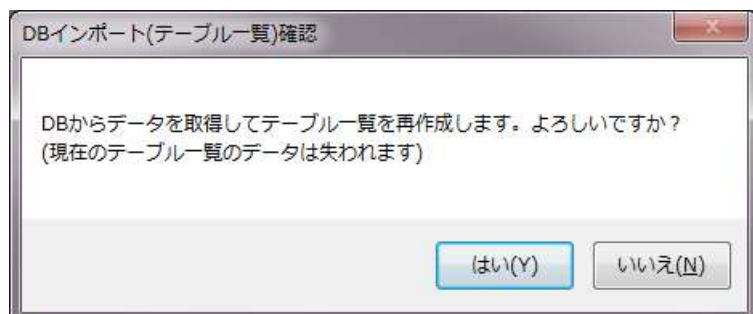 DBインポート(テーブル一覧)確認
DBからデータを取得してテーブル一覧を再作成します。よろしいですか？
(現在のテーブル一覧のデータは失われます)
はい(Y) いいえ(N)